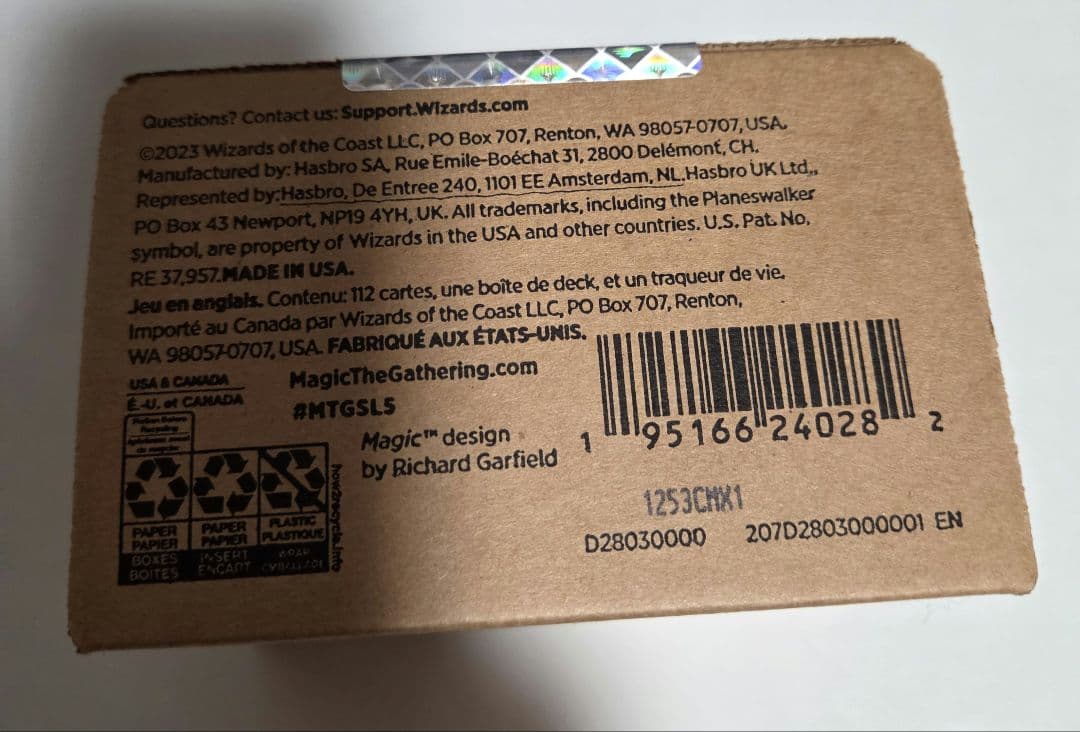 Questions? Contact us: Support.Wizards.com
©2023 Wizards of the Coast LLC, PO Box 707, Renton, WA 98057-0707, USA.
Manufactured by: Hasbro SA, Rue Emile-Boéchat 31, 2800 Delémont, CH.
Represented by:Hasbro, De Entree 240, 1101 EE Amsterdam, NL.Hasbro UK Ltd.,
PO Box 43 Newport, NP19 4YH, UK. All trademarks, including the Planeswalker
symbol, are property of Wizards in the USA and other countries. U.S. Pat. No.
RE 37,957.MADE IN USA.
Jeu en anglais. Contenu: 112 cartes, une boîte de deck, et un traqueur de vie.
Importé au Canada par Wizards of the Coast LLC, PO Box 707, Renton,
WA 98057-0707, USA. FABRIQUÉ AUX ÉTATS-UNIS.
USA & CANADA
É.-U. et CANADA
MagicTheGathering.com
#MTGSLS
Magic™ design
by Richard Garfield
1 95166 24028 2
how2recycle.info
PAPER PAPER PLASTIC
PAPIER PAPIER PLASTIQUE
BOXES INSERT WRAP
BOITES ENCART
1253CMX1
D28030000 207D2803000001 EN